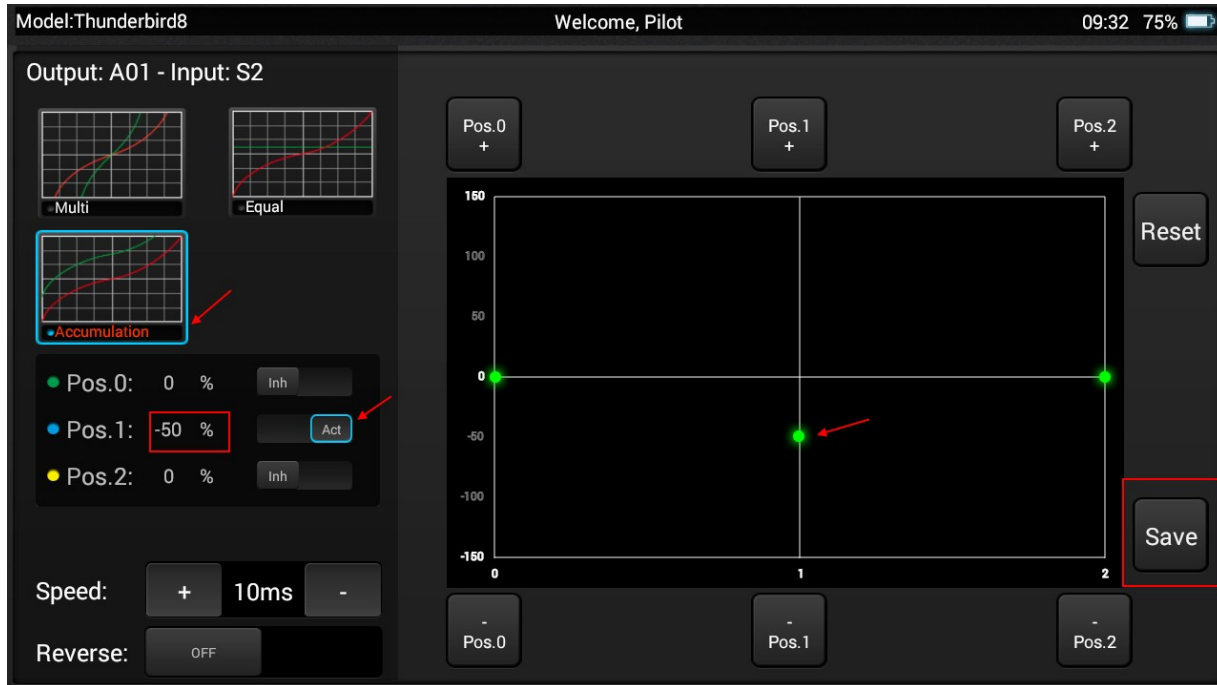 Model:Thunderbird8 Welcome, Pilot 09:32 75%
Output: A01 - Input: S2
Multi
Equal
Accumulation
Pos.0: 0 % Inh
Pos.1: -50 % Act
Pos.2: 0 % Inh
Speed: + 10ms -
Reverse: OFF
Pos.0
+
Pos.1
+
Pos.2
+
150
100
50
0
-50
-100
-150
0 1 2
-
Pos.0
-
Pos.1
-
Pos.2
Reset
Save